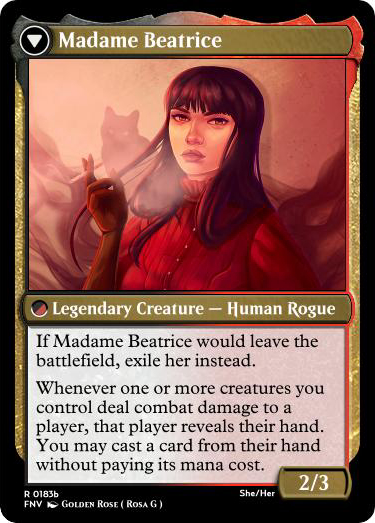 Madame Beatrice
Legendary Creature — Human Rogue
If Madame Beatrice would leave the
battlefield, exile her instead.
Whenever one or more creatures you
control deal combat damage to a
player, that player reveals their hand.
You may cast a card from their hand
without paying its mana cost.
2/3
R 0183b
She/Her
FNV Golden Rose ( Rosa G )